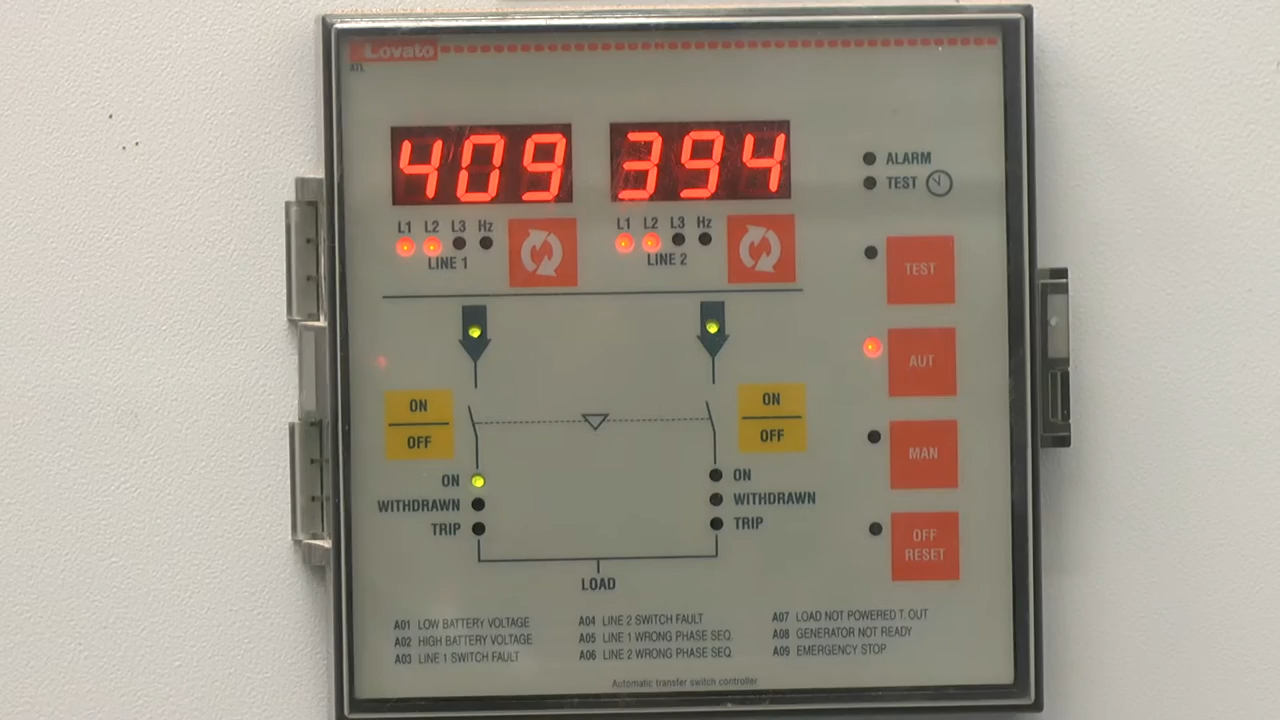 Lovato
ATL
409 394
L1 L2 L3 Hz
LINE 1
L1 L2 L3 Hz
LINE 2
ALARM
TEST
TEST
AUT
MAN
OFF
RESET
ON
OFF
ON
OFF
ON
WITHDRAWN
TRIP
ON
WITHDRAWN
TRIP
LOAD
A01 LOW BATTERY VOLTAGE
A02 HIGH BATTERY VOLTAGE
A03 LINE 1 SWITCH FAULT
A04 LINE 2 SWITCH FAULT
A05 LINE 1 WRONG PHASE SEQ.
A06 LINE 2 WRONG PHASE SEQ.
A07 LOAD NOT POWERED T. OUT
A08 GENERATOR NOT READY
A09 EMERGENCY STOP
Automatic transfer switch controller